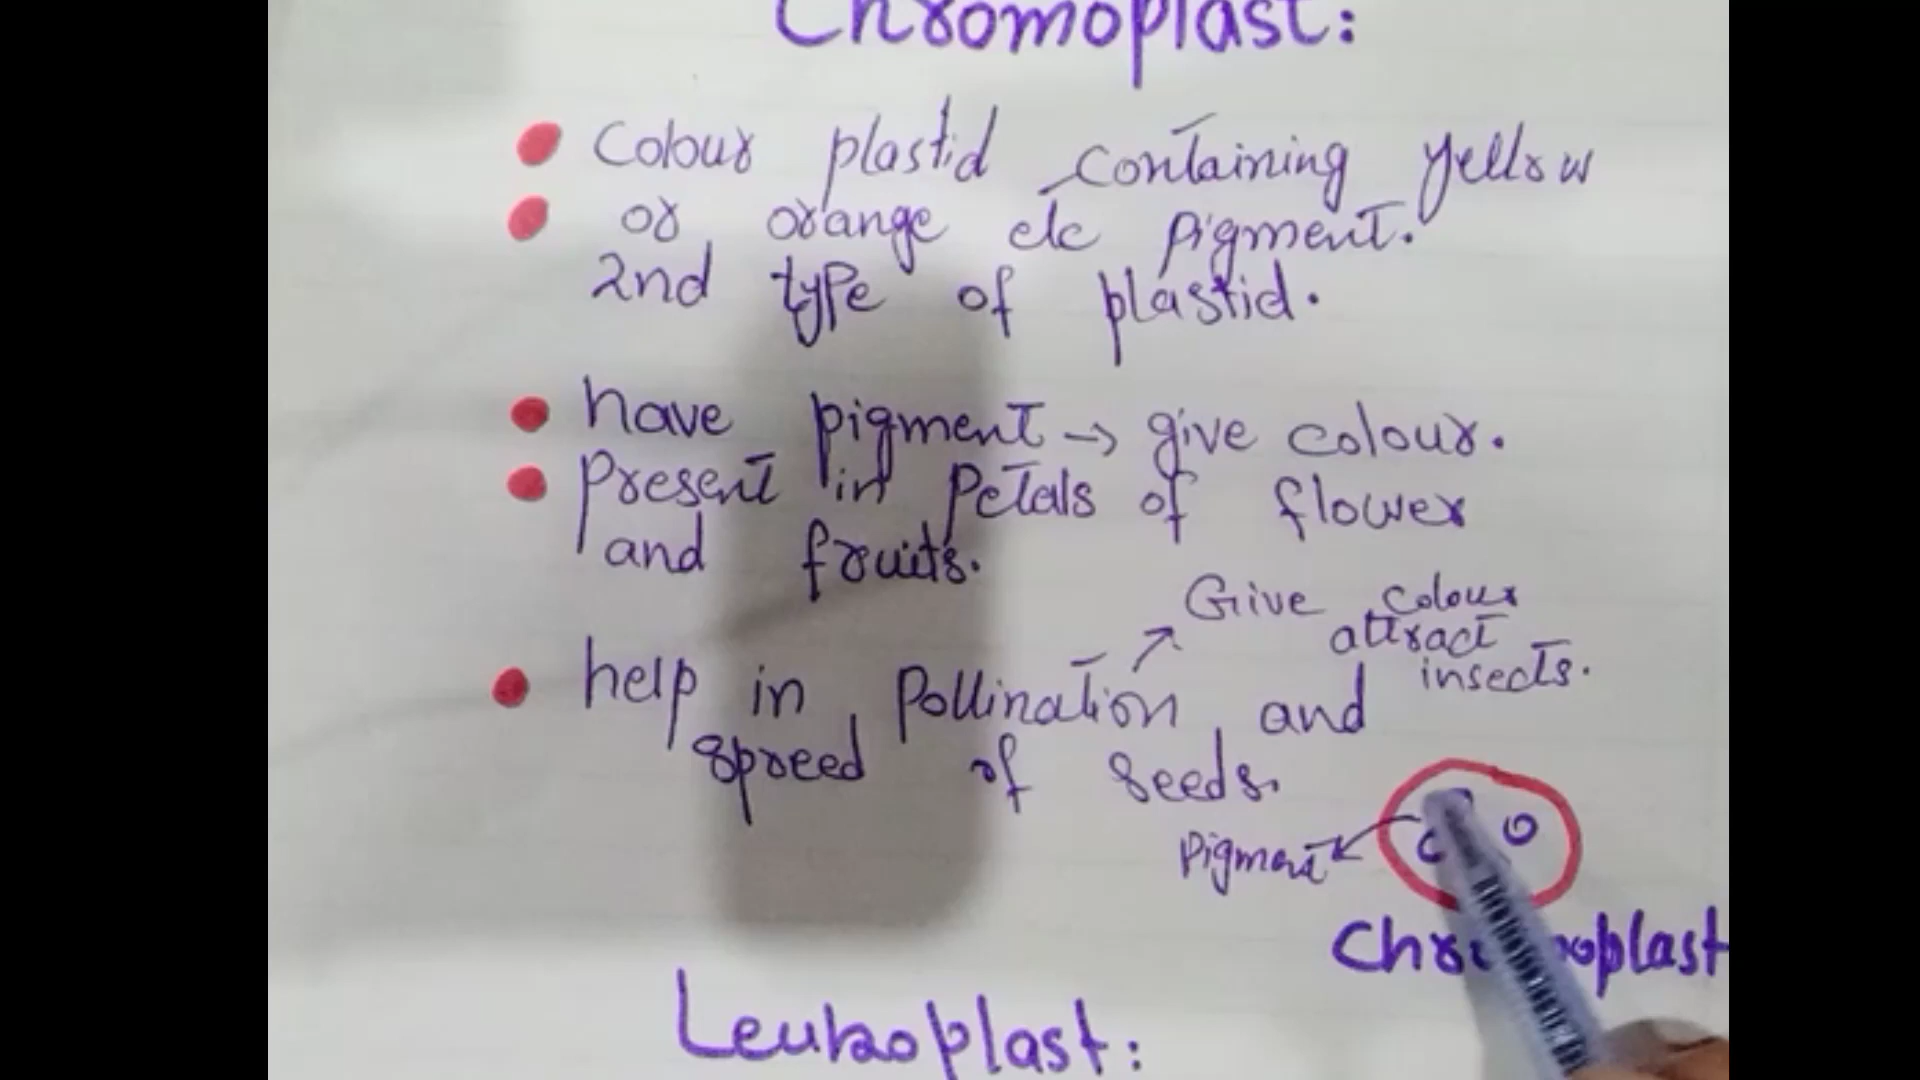 Chromoplast:
Colour plastid containing yellow
or orange etc pigment.
2nd type of plastid.
have pigment → give colour.
present in petals of flower
and fruits.
Give colour
attract
insects.
help in pollination and
spreed of seeds.
Pigment
Chromoplast
Leukoplast: